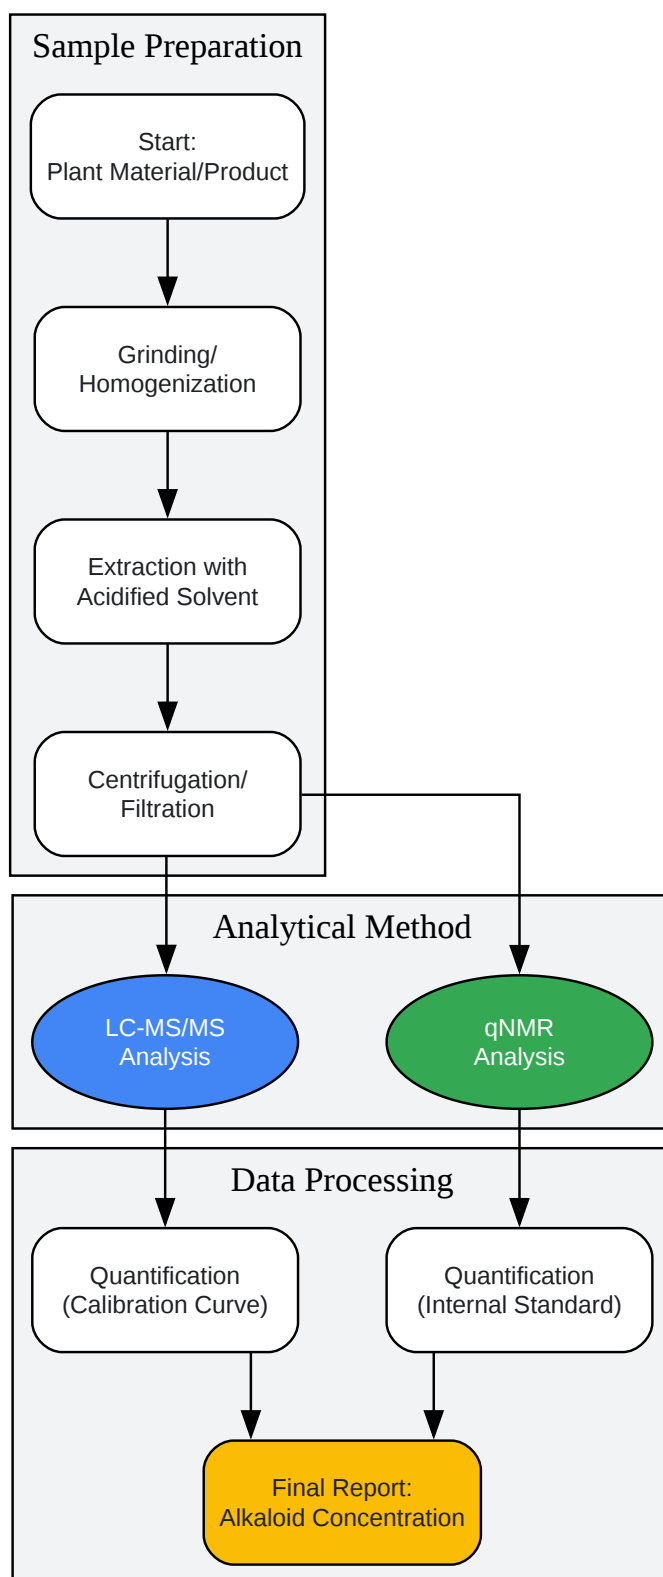 Sample Preparation
Start:
Plant Material/Product
Grinding/
Homogenization
Extraction with
Acidified Solvent
Centrifugation/
Filtration
Analytical Method
LC-MS/MS
Analysis
qNMR
Analysis
Data Processing
Quantification
(Calibration Curve)
Quantification
(Internal Standard)
Final Report:
Alkaloid Concentration